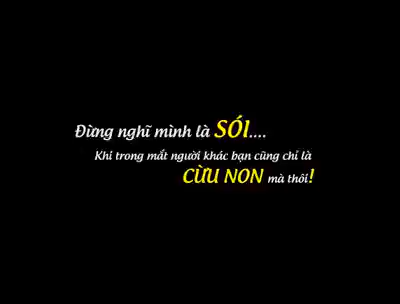 Đừng nghĩ mình là SÓI....
Khi trong mắt người khác bạn cũng chỉ là
CỪU NON mà thôi!